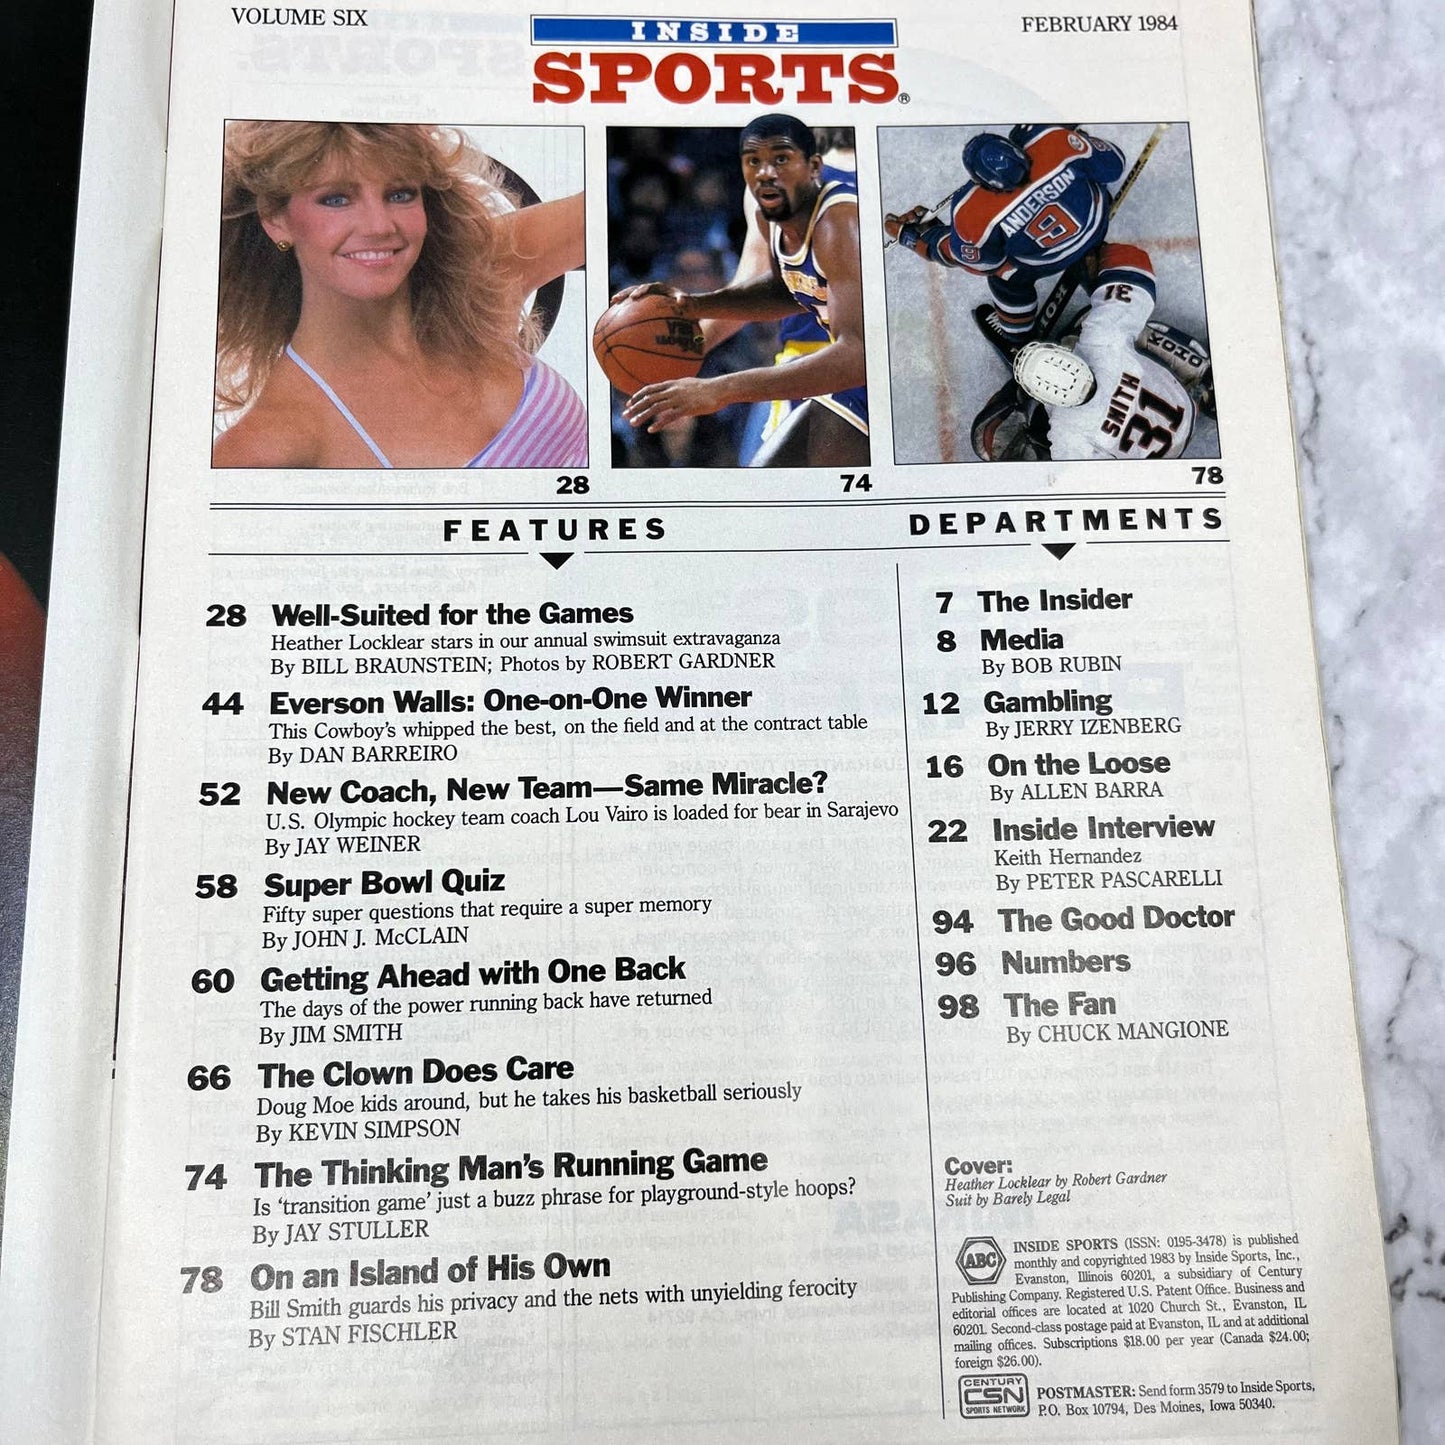 VOLUME SIX
INSIDE
SPORTS®
FEBRUARY 1984
ANDERSON
9
9
31
SMITH
31
KOHO
28
74
78
FEATURES
28 Well-Suited for the Games
Heather Locklear stars in our annual swimsuit extravaganza
By BILL BRAUNSTEIN; Photos by ROBERT GARDNER
44 Everson Walls: One-on-One Winner
This Cowboy's whipped the best, on the field and at the contract table
By DAN BARREIRO
52 New Coach, New Team—Same Miracle?
U.S. Olympic hockey team coach Lou Vairo is loaded for bear in Sarajevo
By JAY WEINER
58 Super Bowl Quiz
Fifty super questions that require a super memory
By JOHN J. McCLAIN
60 Getting Ahead with One Back
The days of the power running back have returned
By JIM SMITH
66 The Clown Does Care
Doug Moe kids around, but he takes his basketball seriously
By KEVIN SIMPSON
74 The Thinking Man's Running Game
Is 'transition game' just a buzz phrase for playground-style hoops?
By JAY STULLER
78 On an Island of His Own
Bill Smith guards his privacy and the nets with unyielding ferocity
By STAN FISCHLER
DEPARTMENTS
7 The Insider
8 Media
By BOB RUBIN
12 Gambling
By JERRY IZENBERG
16 On the Loose
By ALLEN BARRA
22 Inside Interview
Keith Hernandez
By PETER PASCARELLI
94 The Good Doctor
96 Numbers
98 The Fan
By CHUCK MANGIONE
Cover:
Heather Locklear by Robert Gardner
Suit by Barely Legal
ABC
INSIDE SPORTS (ISSN: 0195-3478) is published
monthly and copyrighted 1983 by Inside Sports, Inc.,
Evanston, Illinois 60201, a subsidiary of Century
Publishing Company. Registered U.S. Patent Office. Business and
editorial offices are located at 1020 Church St., Evanston, IL
60201. Second-class postage paid at Evanston, IL and at additional
mailing offices. Subscriptions $18.00 per year (Canada $24.00;
foreign $26.00).
CENTURY
CSN
SPORTS NETWORK
POSTMASTER: Send form 3579 to Inside Sports,
P.O. Box 10794, Des Moines, Iowa 50340.